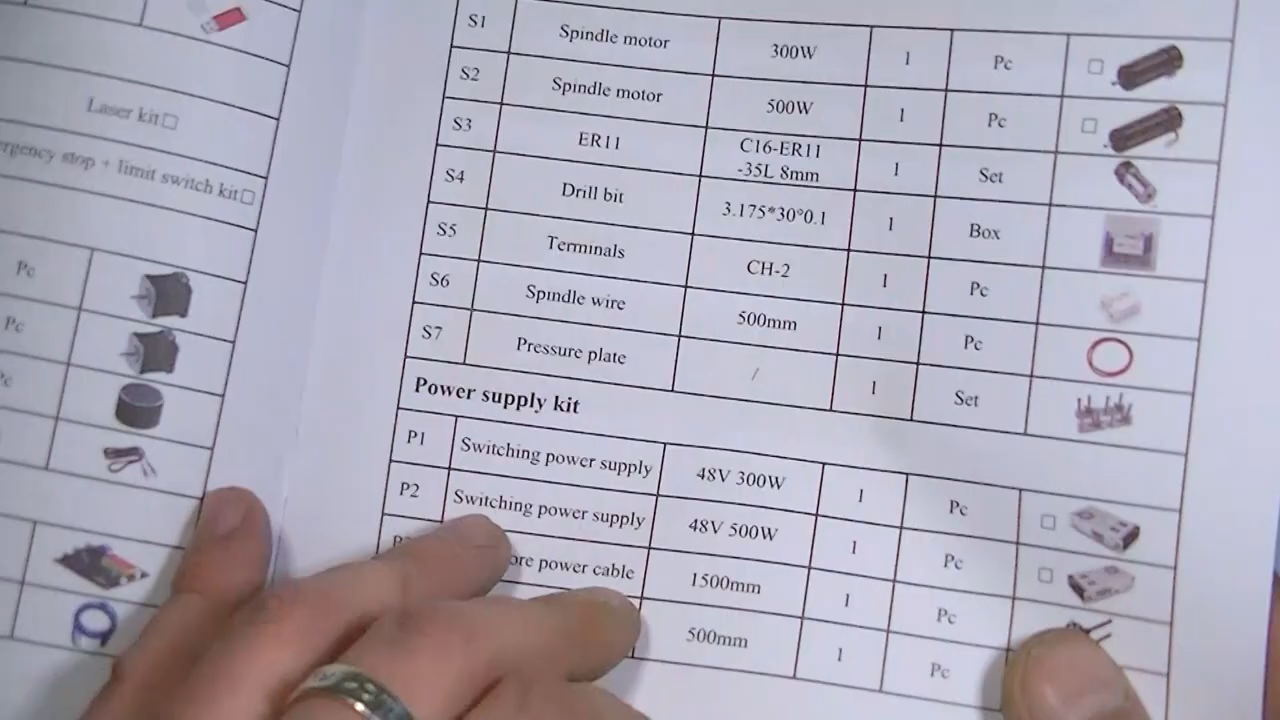 Laser kit□
stop + limit switch kit□
Pc
Pc
S1 Spindle motor 300W 1 Pc □
S2 Spindle motor 500W 1 Pc □
S3 ER11 C16-ER11
-35L 8mm 1 Set
S4 Drill bit 3.175*30°0.1 1 Box
S5 Terminals CH-2 1 Pc
S6 Spindle wire 500mm 1 Pc
S7 Pressure plate / 1 Set
Power supply kit
P1 Switching power supply 48V 300W 1 Pc □
P2 Switching power supply 48V 500W 1 Pc □
power cable 1500mm 1 Pc
500mm 1 Pc